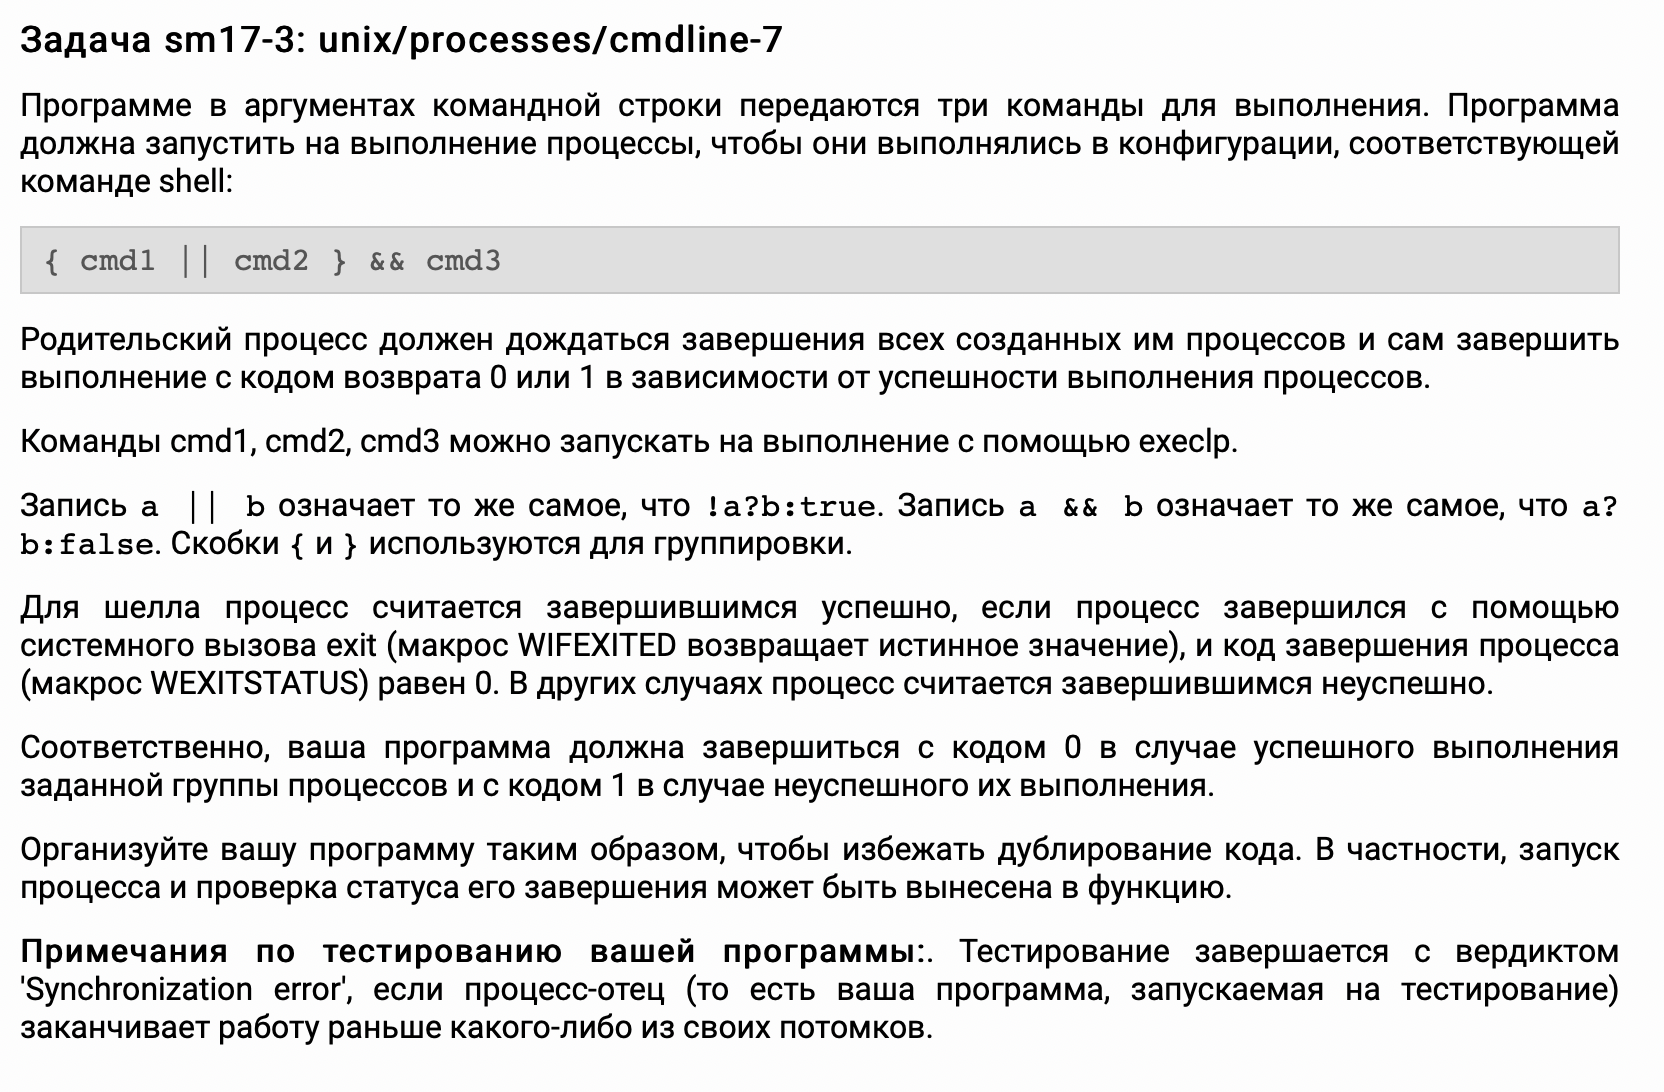 Задача sm17-3: unix/processes/cmdline-7
Программе в аргументах командной строки передаются три команды для выполнения. Программа
должна запустить на выполнение процессы, чтобы они выполнялись в конфигурации, соответствующей
команде shell:
{ cmd1 || cmd2 } && cmd3
Родительский процесс должен дождаться завершения всех созданных им процессов и сам завершить
выполнение с кодом возврата 0 или 1 в зависимости от успешности выполнения процессов.
Команды cmd1, cmd2, cmd3 можно запускать на выполнение с помощью execlp.
Запись a || b означает то же самое, что !a?b:true. Запись a && b означает то же самое, что a?
b:false. Скобки { и } используются для группировки.
Для шелла процесс считается завершившимся успешно, если процесс завершился с помощью
системного вызова exit (макрос WIFEXITED возвращает истинное значение), и код завершения процесса
(макрос WEXITSTATUS) равен 0. В других случаях процесс считается завершившимся неуспешно.
Соответственно, ваша программа должна завершиться с кодом 0 в случае успешного выполнения
заданной группы процессов и с кодом 1 в случае неуспешного их выполнения.
Организуйте вашу программу таким образом, чтобы избежать дублирование кода. В частности, запуск
процесса и проверка статуса его завершения может быть вынесена в функцию.
Примечания по тестированию вашей программы:. Тестирование завершается с вердиктом
'Synchronization error', если процесс-отец (то есть ваша программа, запускаемая на тестирование)
заканчивает работу раньше какого-либо из своих потомков.